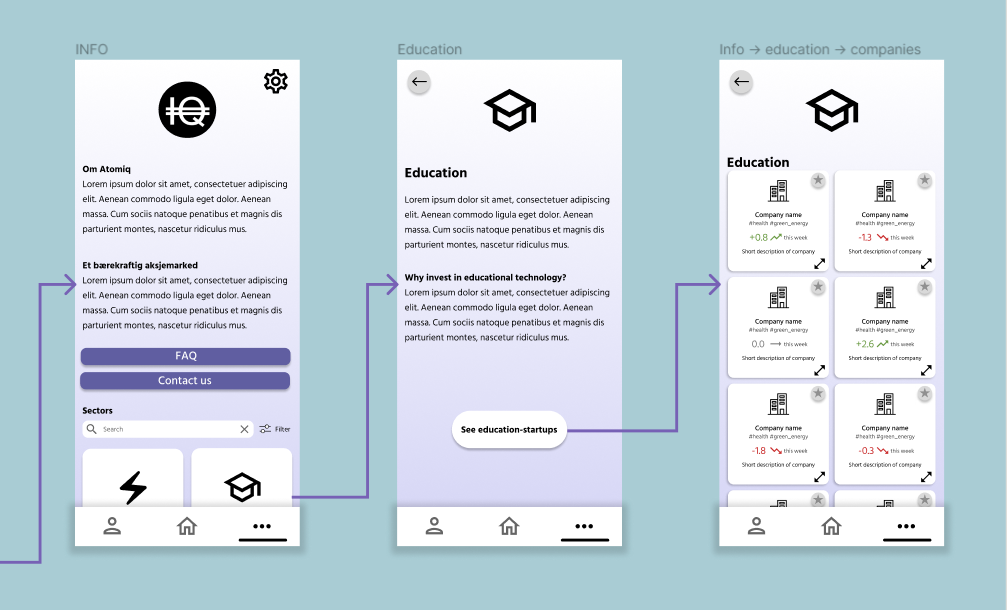 INFO
IQ
Om Atomiq
Lorem ipsum dolor sit amet, consectetuer adipiscing
elit. Aenean commodo ligula eget dolor. Aenean
massa. Cum sociis natoque penatibus et magnis dis
parturient montes, nascetur ridiculus mus.
Et bærekraftig aksjemarked
Lorem ipsum dolor sit amet, consectetuer adipiscing
elit. Aenean commodo ligula eget dolor. Aenean
massa. Cum sociis natoque penatibus et magnis dis
parturient montes, nascetur ridiculus mus.
FAQ
Contact us
Sectors
Search
Filter
Education
Education
Lorem ipsum dolor sit amet, consectetuer adipiscing
elit. Aenean commodo ligula eget dolor. Aenean
massa. Cum sociis natoque penatibus et magnis dis
parturient montes, nascetur ridiculus mus.
Why invest in educational technology?
Lorem ipsum dolor sit amet, consectetuer adipiscing
elit. Aenean commodo ligula eget dolor. Aenean
massa. Cum sociis natoque penatibus et magnis dis
parturient montes, nascetur ridiculus mus.
See education-startups
Info → education → companies
Education
Company name
#health #green_energy
+0.8 this week
Short description of company
Company name
#health #green_energy
-1.3 this week
Short description of company
Company name
#health #green_energy
0.0 this week
Short description of company
Company name
#health #green_energy
+2.6 this week
Short description of company
Company name
#health #green_energy
-1.8 this week
Short description of company
Company name
#health #green_energy
-0.3 this week
Short description of company